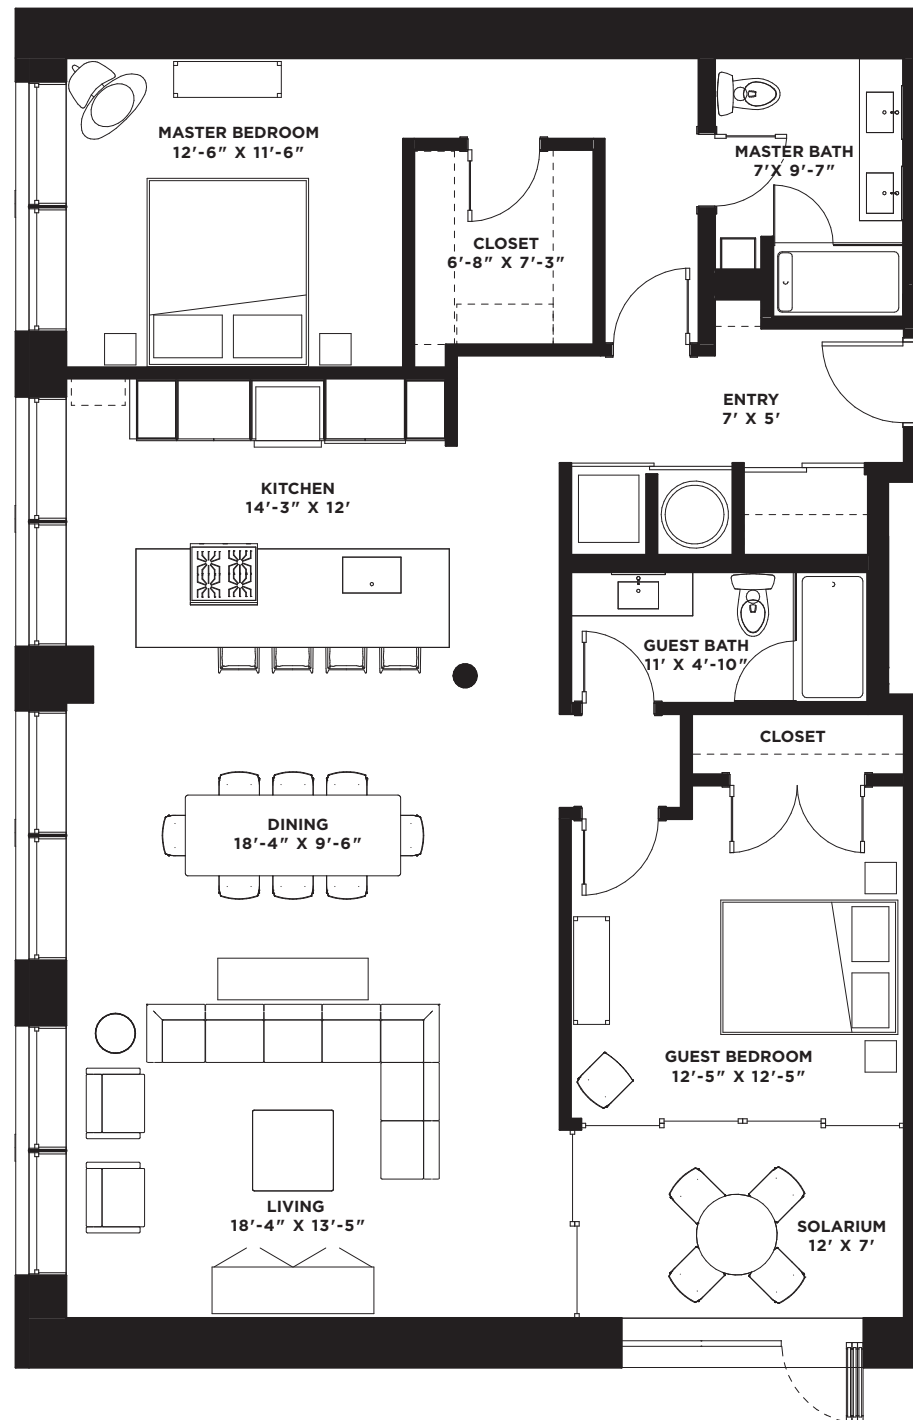 MASTER BEDROOM
12'-6" X 11'-6"
MASTER BATH
7'X 9'-7"
CLOSET
6'-8" X 7'-3"
ENTRY
7' X 5'
KITCHEN
14'-3" X 12'
GUEST BATH
11' X 4'-10"
CLOSET
DINING
18'-4" X 9'-6"
GUEST BEDROOM
12'-5" X 12'-5"
LIVING
18'-4" X 13'-5"
SOLARIUM
12' X 7'